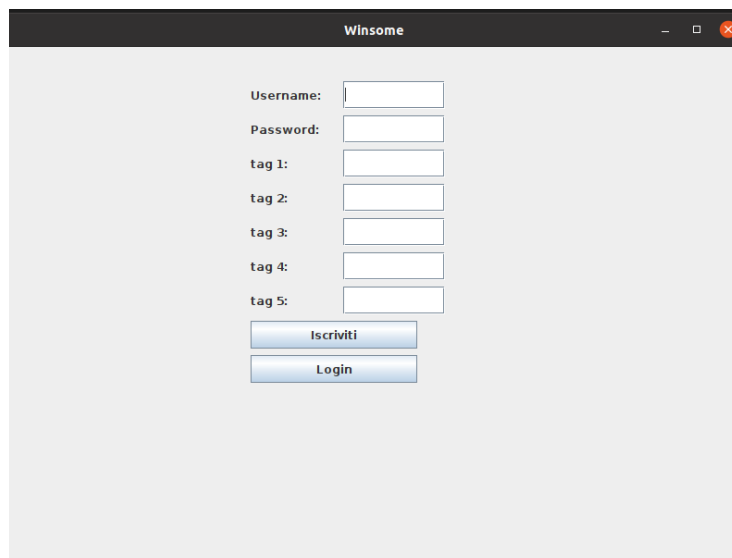 Winsome
Username:
Password:
tag 1:
tag 2:
tag 3:
tag 4:
tag 5:
Iscriviti
Login